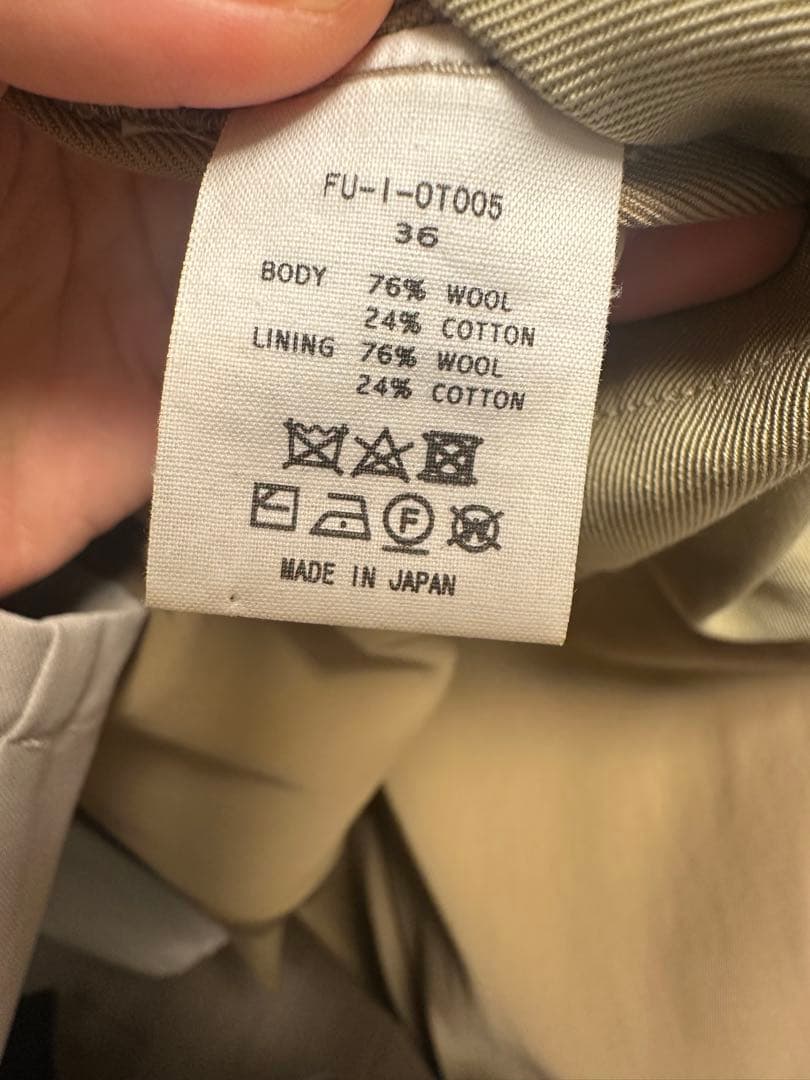 FU-I-OT005
36
BODY 76% WOOL
24% COTTON
LINING 76% WOOL
24% COTTON
F W
MADE IN JAPAN